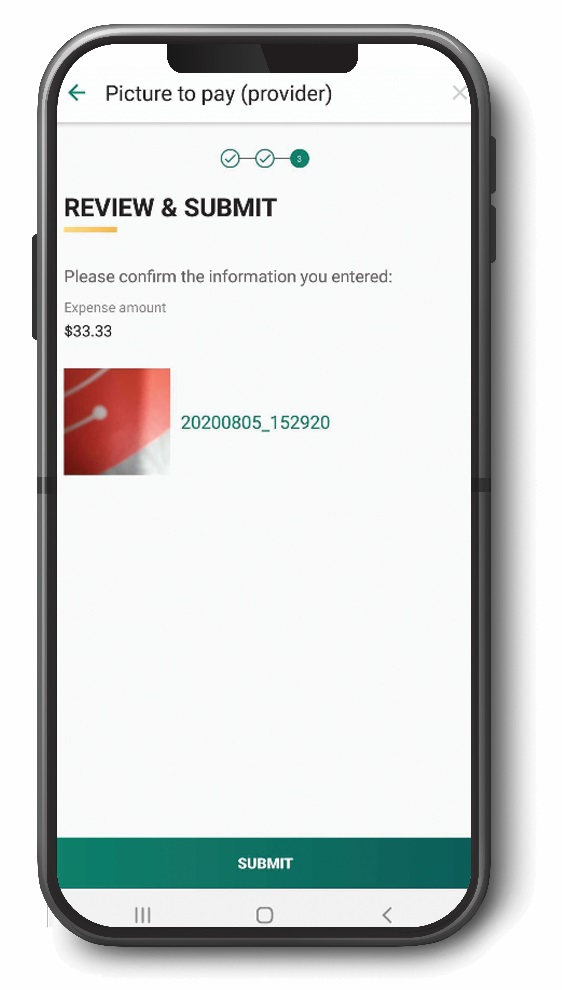 Picture to pay (provider)
3
REVIEW & SUBMIT
Please confirm the information you entered:
Expense amount
$33.33
20200805_152920
SUBMIT